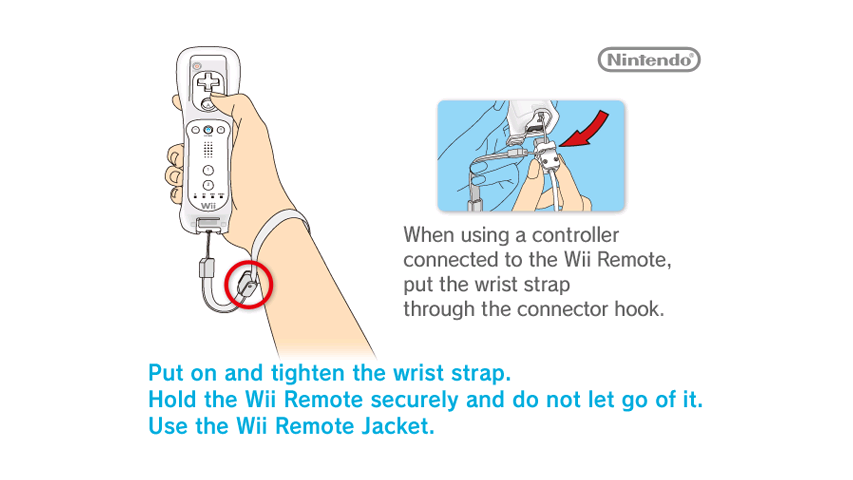 Nintendo®
Wii
When using a controller
connected to the Wii Remote,
put the wrist strap
through the connector hook.
Put on and tighten the wrist strap.
Hold the Wii Remote securely and do not let go of it.
Use the Wii Remote Jacket.